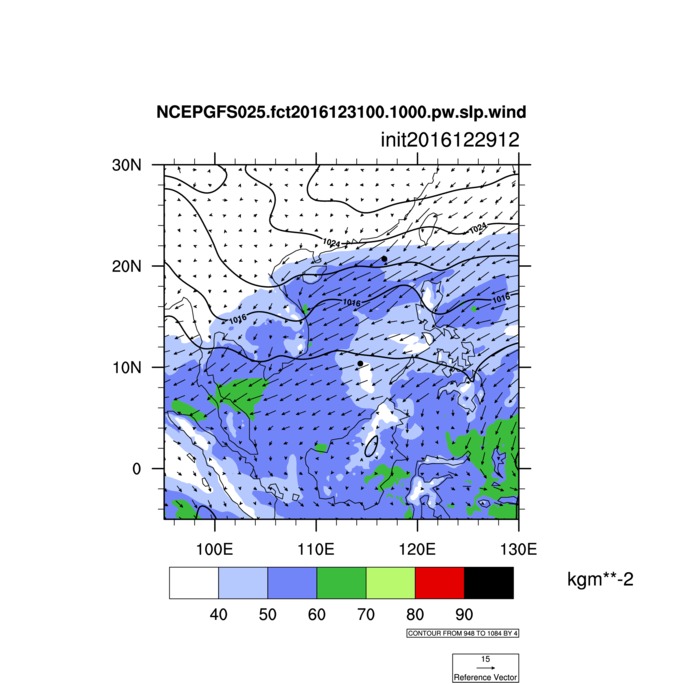 NCEPGFS025.fct2016123100.1000.pw.slp.wind
init2016122912
30N
1024
1024
20N
1016
1016
1016
10N
0
100E 110E 120E 130E
kgm**-2
40 50 60 70 80 90
CONTOUR FROM 948 TO 1084 BY 4
15
Reference Vector